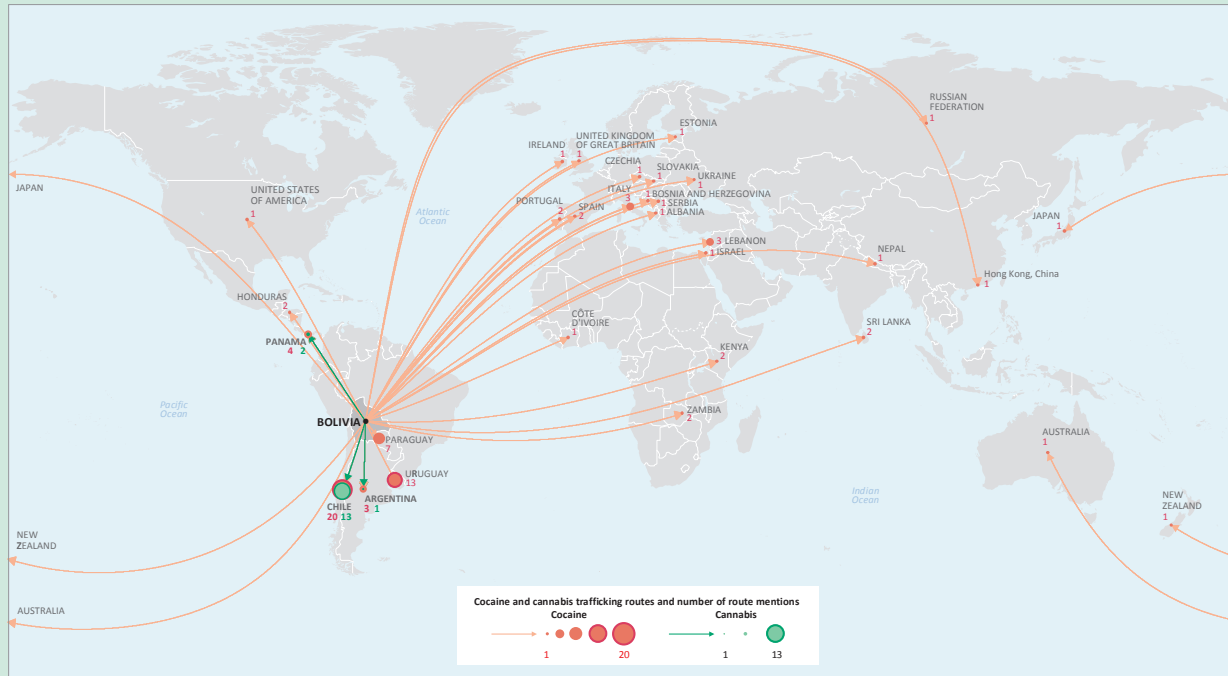 RUSSIAN
FEDERATION
1
ESTONIA
1
UNITED KINGDOM
OF GREAT BRITAIN
1
IRELAND
1
CZECHIA
1
SLOVAKIA
1
UKRAINE
1
ITALY
3
1 BOSNIA AND HERZEGOVINA
1 SERBIA
1 ALBANIA
PORTUGAL
2
SPAIN
2
JAPAN
UNITED STATES
OF AMERICA
1
Atlantic
Ocean
JAPAN
1
3 LEBANON
1 ISRAEL
NEPAL
1
Hong Kong, China
1
HONDURAS
2
PANAMA
4 2
CÔTE
D'IVOIRE
1
SRI LANKA
2
KENYA
2
Pacific
Ocean
BOLIVIA
ZAMBIA
2
PARAGUAY
7
AUSTRALIA
1
URUGUAY
13
CHILE
20 13
ARGENTINA
3 1
Indian
Ocean
NEW
ZEALAND
1
NEW
ZEALAND
AUSTRALIA
Cocaine and cannabis trafficking routes and number of route mentions
Cocaine
Cannabis
1
20
1
13